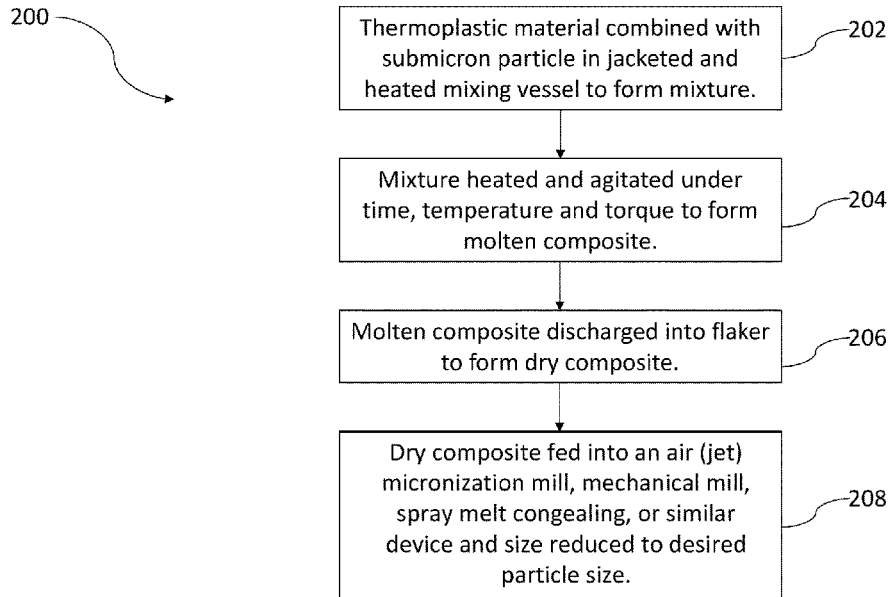 200
Thermoplastic material combined with
submicron particle in jacketed and
heated mixing vessel to form mixture.
202
Mixture heated and agitated under
time, temperature and torque to form
molten composite.
204
Molten composite discharged into flaker
to form dry composite.
206
Dry composite fed into an air (jet)
micronization mill, mechanical mill,
spray melt congealing, or similar
device and size reduced to desired
particle size.
208